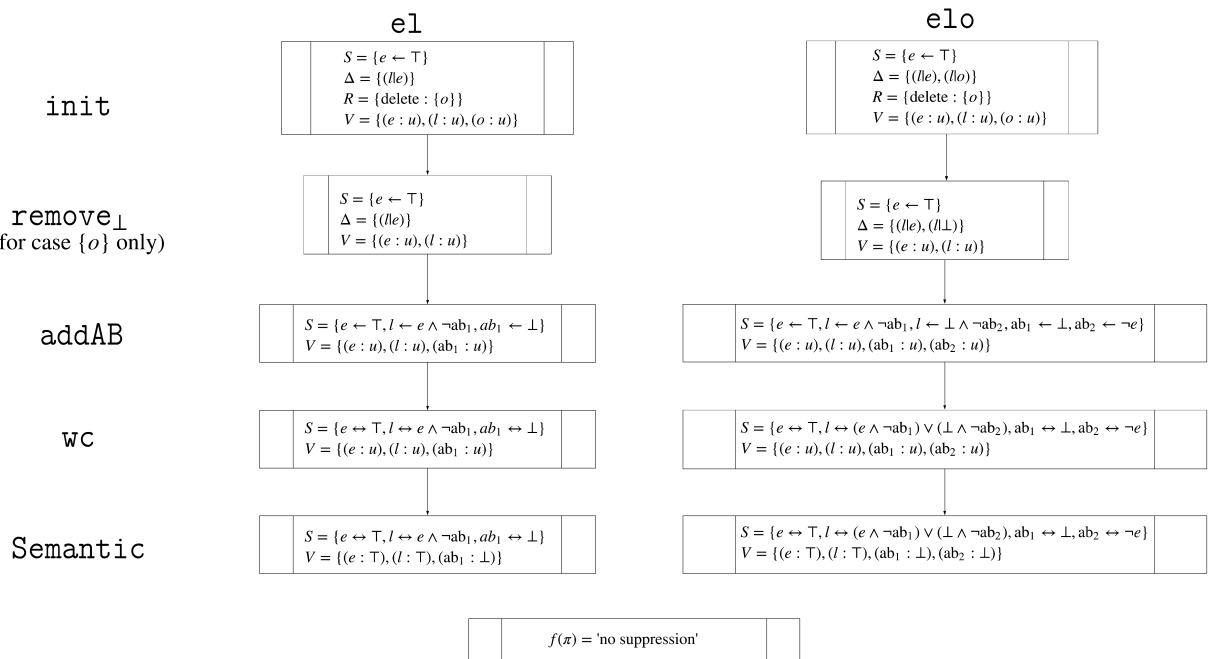 el
elo
init
S = {e ← ⊤}
Δ = {(l|e)}
R = {delete : {o}}
V = {(e : u), (l : u), (o : u)}
S = {e ← ⊤}
Δ = {(l|e), (l|o)}
R = {delete : {o}}
V = {(e : u), (l : u), (o : u)}
remove⊥
for case {o} only)
S = {e ← ⊤}
Δ = {(l|e)}
V = {(e : u), (l : u)}
S = {e ← ⊤}
Δ = {(l|e), (l|⊥)}
V = {(e : u), (l : u)}
addAB
S = {e ← ⊤, l ← e ∧ ¬ab₁, ab₁ ← ⊥}
V = {(e : u), (l : u), (ab₁ : u)}
S = {e ← ⊤, l ← e ∧ ¬ab₁, l ← ⊥ ∧ ¬ab₂, ab₁ ← ⊥, ab₂ ← ¬e}
V = {(e : u), (l : u), (ab₁ : u), (ab₂ : u)}
wc
S = {e ↔ ⊤, l ↔ e ∧ ¬ab₁, ab₁ ↔ ⊥}
V = {(e : u), (l : u), (ab₁ : u)}
S = {e ↔ ⊤, l ↔ (e ∧ ¬ab₁) ∨ (⊥ ∧ ¬ab₂), ab₁ ↔ ⊥, ab₂ ↔ ¬e}
V = {(e : u), (l : u), (ab₁ : u), (ab₂ : u)}
Semantic
S = {e ↔ ⊤, l ↔ e ∧ ¬ab₁, ab₁ ↔ ⊥}
V = {(e : ⊤), (l : ⊤), (ab₁ : ⊥)}
S = {e ↔ ⊤, l ↔ (e ∧ ¬ab₁) ∨ (⊥ ∧ ¬ab₂), ab₁ ↔ ⊥, ab₂ ↔ ¬e}
V = {(e : ⊤), (l : ⊤), (ab₁ : ⊥), (ab₂ : ⊥)}
f(π) = 'no suppression'